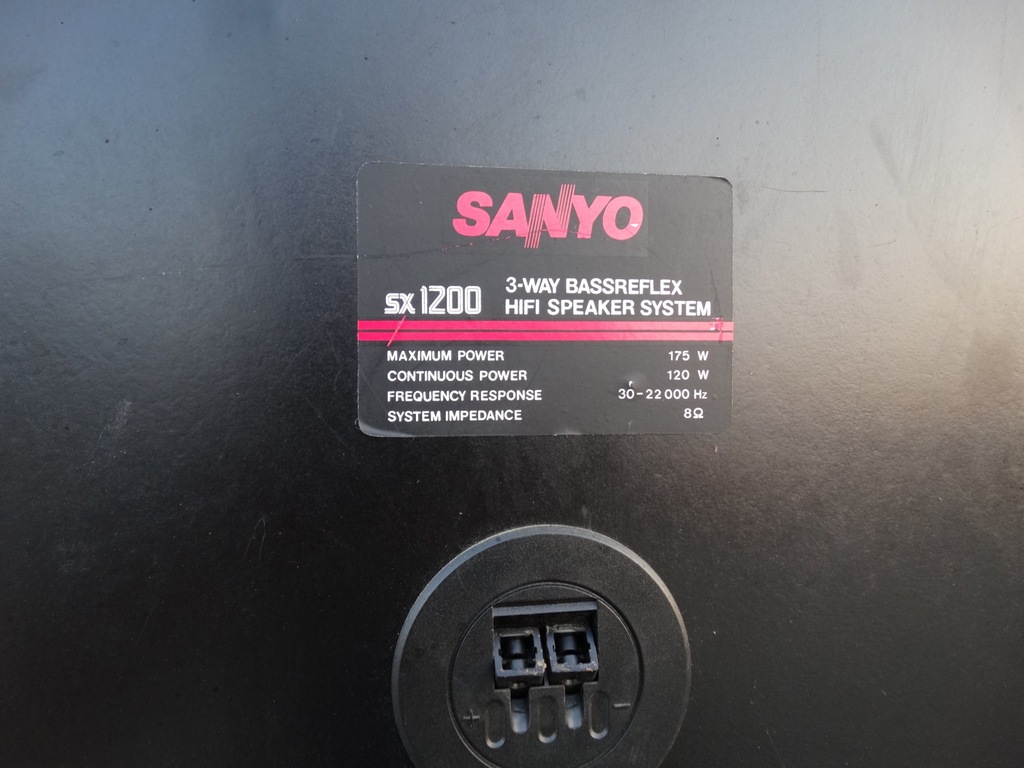 SANYO
SX 1200
3-WAY BASSREFLEX
HIFI SPEAKER SYSTEM
MAXIMUM POWER 175 W
CONTINUOUS POWER 120 W
FREQUENCY RESPONSE 30-22 000 Hz
SYSTEM IMPEDANCE 8Ω
+ -